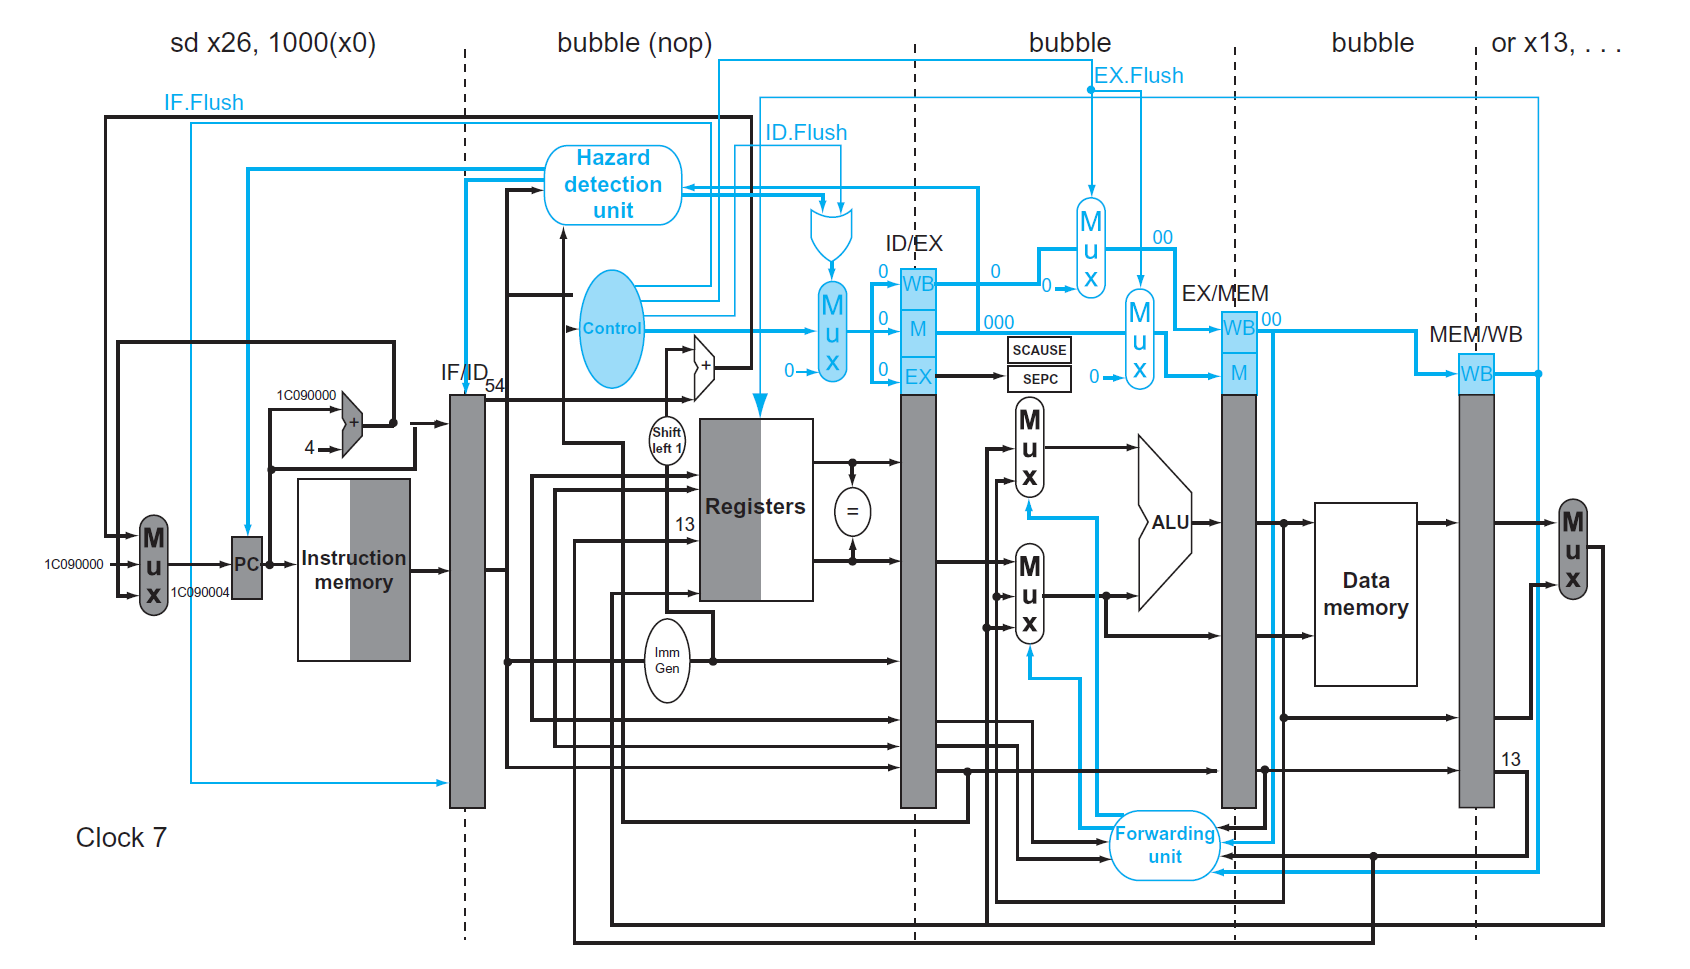 sd x26, 1000(x0)
bubble (nop)
bubble
bubble
or x13, . . .
IF.Flush
EX.Flush
ID.Flush
Hazard
detection
unit
ID/EX
EX/MEM
MEM/WB
IF/ID
Control
M
u
x
0
0
0
0
WB
M
EX
0
000
M
u
x
0
00
M
u
x
0
SCAUSE
SEPC
WB
M
00
WB
54
+
1C090000
4
+
Shift
left 1
Registers
13
=
M
u
x
1C090000
1C090004
PC
Instruction
memory
Imm
Gen
M
u
x
M
u
x
ALU
Data
memory
M
u
x
13
Forwarding
unit
Clock 7